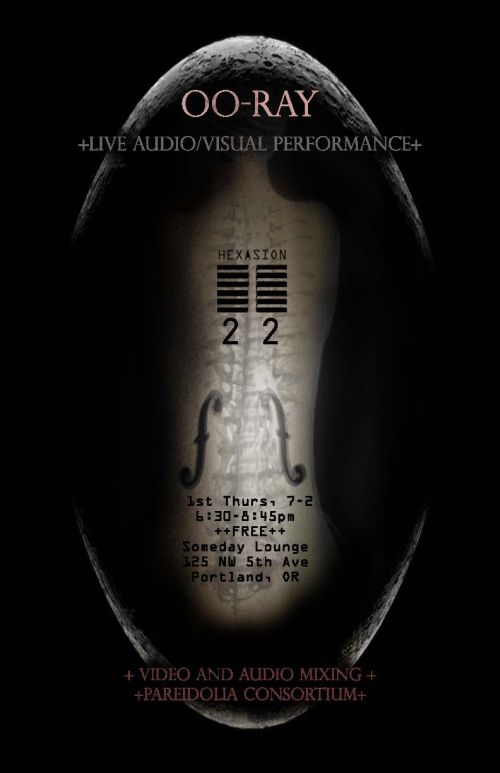 OO-RAY
+LIVE AUDIO/VISUAL PERFORMANCE+
HEXASION
22
1st Thurs, 7-2
6:30-8:45pm
++FREE++
Someday Lounge
125 NW 5th Ave
Portland, OR
+ VIDEO AND AUDIO MIXING +
+PAREIDOLIA CONSORTIUM+